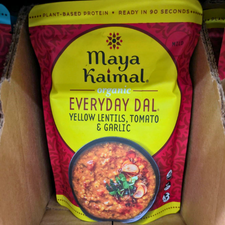 PLANT-BASED PROTEIN • READY IN 90 SECONDS
Maya
Kaimal
organic
EVERYDAY DAL
YELLOW LENTILS, TOMATO
& GARLIC